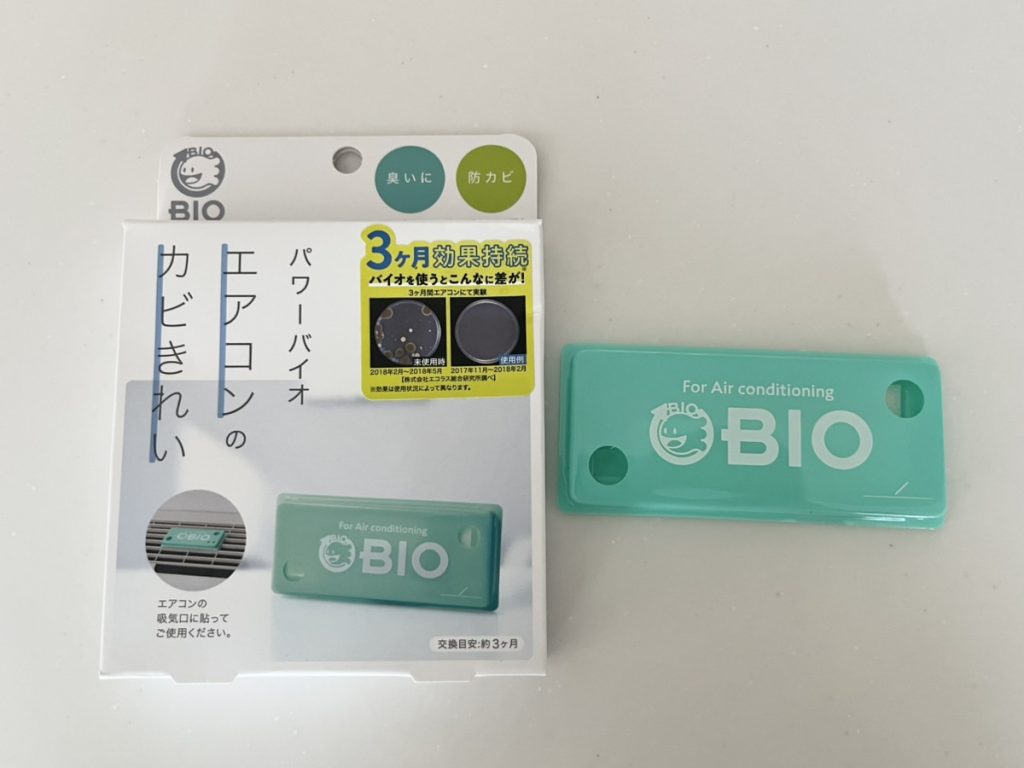 BIO
BIO
臭いに
防カビ
パワーバイオ
エアコンの
カビきれい
3ヶ月効果持続※
バイオを使うとこんなに差が!
3ヶ月間エアコンにて実験
未使用時
使用例
2018年2月〜2018年5月
2017年11月〜2018年2月
【株式会社エコラス総合研究所調べ】
※効果は使用状況によって異なります。
BIO
エアコンの
吸気口に貼って
ご使用ください。
For Air conditioning
BIO
BIO
交換目安:約3ヶ月
For Air conditioning
BIO
BIO